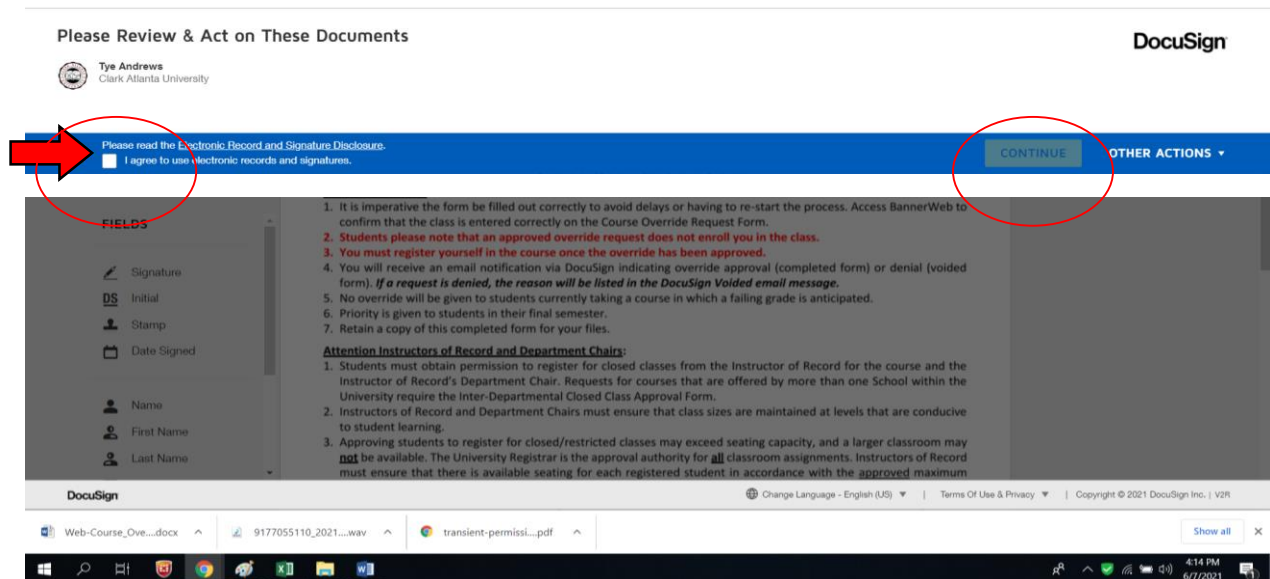 Please Review & Act on These Documents
DocuSign
Tye Andrews
Clark Atlanta University
Please read the Electronic Record and Signature Disclosure.
I agree to use electronic records and signatures.
CONTINUE
OTHER ACTIONS
FIELDS
Signature
DS Initial
Stamp
Date Signed
Name
First Name
Last Name
1. It is imperative the form be filled out correctly to avoid delays or having to re-start the process. Access BannerWeb to
confirm that the class is entered correctly on the Course Override Request Form.
2. Students please note that an approved override request does not enroll you in the class.
3. You must register yourself in the course once the override has been approved.
4. You will receive an email notification via DocuSign indicating override approval (completed form) or denial (voided
form). If a request is denied, the reason will be listed in the DocuSign Voided email message.
5. No override will be given to students currently taking a course in which a failing grade is anticipated.
6. Priority is given to students in their final semester.
7. Retain a copy of this completed form for your files.
Attention Instructors of Record and Department Chairs:
1. Students must obtain permission to register for closed classes from the Instructor of Record for the course and the
Instructor of Record's Department Chair. Requests for courses that are offered by more than one School within the
University require the Inter-Departmental Closed Class Approval Form.
2. Instructors of Record and Department Chairs must ensure that class sizes are maintained at levels that are conducive
to student learning.
3. Approving students to register for closed/restricted classes may exceed seating capacity, and a larger classroom may
not be available. The University Registrar is the approval authority for all classroom assignments. Instructors of Record
must ensure that there is available seating for each registered student in accordance with the approved maximum
DocuSign
Change Language - English (US) | Terms Of Use & Privacy | Copyright © 2021 DocuSign Inc. | V2R
Web-Course_Ove....docx
9177055110_2021....wav
transient-permissi....pdf
Show all
4:14 PM
6/7/2021